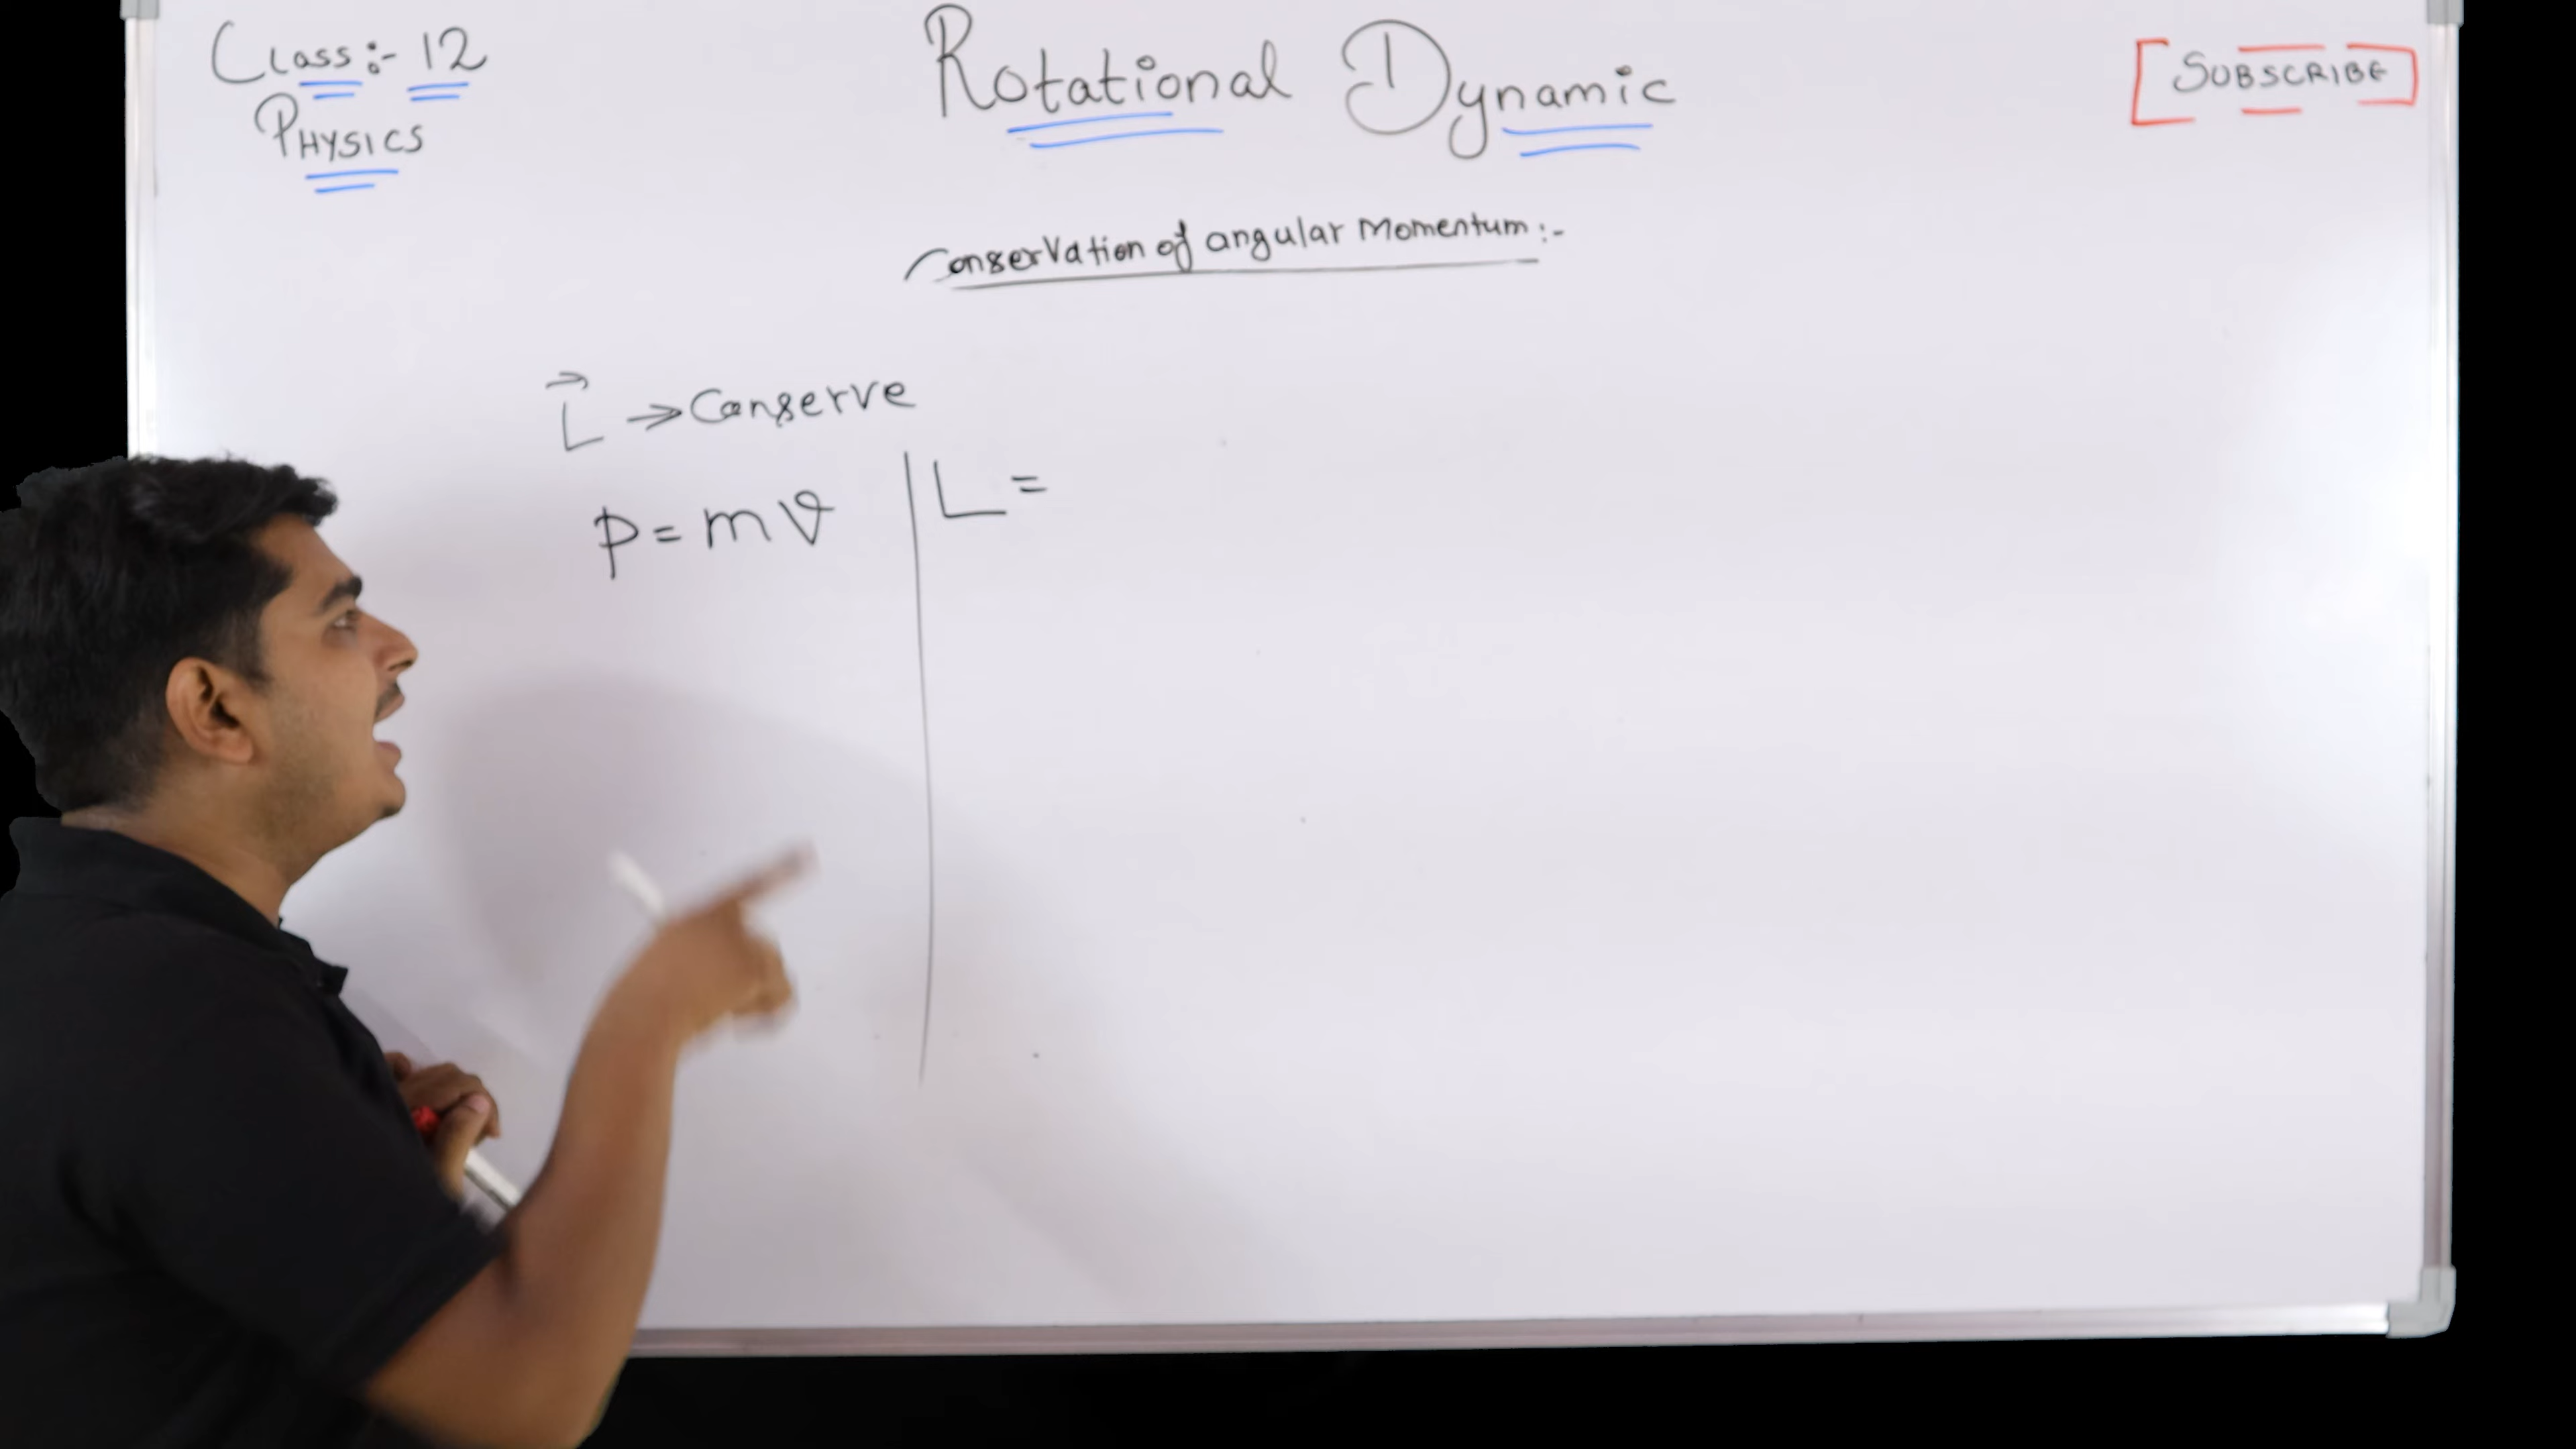 Class:- 12
PHYSICS
Rotational Dynamic
SUBSCRIBE
Conservation of angular Momentum:-
L⃗ → Conserve
p = mv
L =